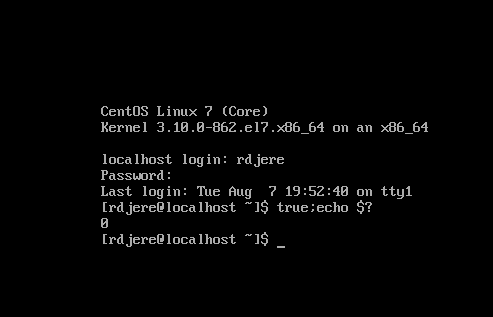 CentOS Linux 7 (Core)
Kernel 3.10.0-862.el7.x86_64 on an x86_64
localhost login: rdjere
Password:
Last login: Tue Aug  7 19:52:40 on tty1
[rdjere@localhost ~]$ true;echo $?
0
[rdjere@localhost ~]$ _